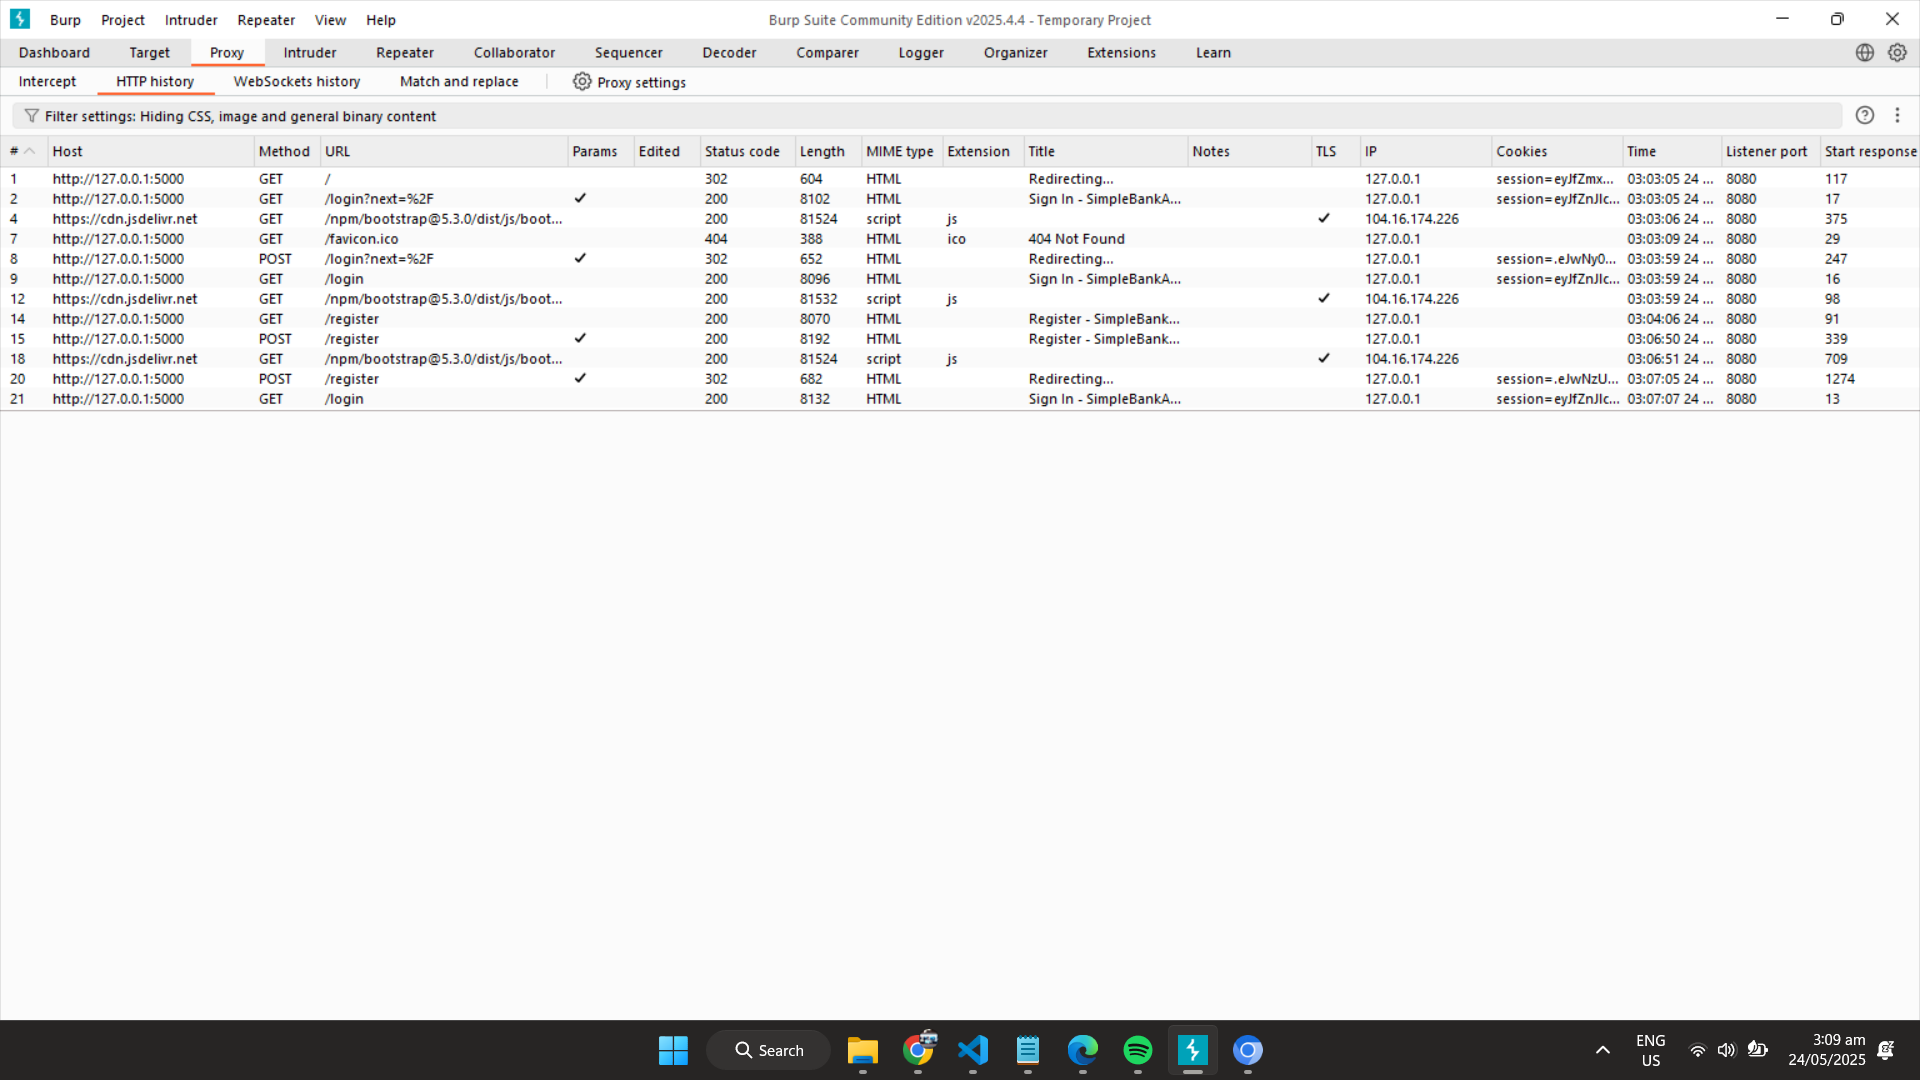 Burp Project Intruder Repeater View Help Burp Suite Community Edition v2025.4.4 - Temporary Project
Dashboard Target Proxy Intruder Repeater Collaborator Sequencer Decoder Comparer Logger Organizer Extensions Learn
Intercept HTTP history WebSockets history Match and replace Proxy settings
Filter settings: Hiding CSS, image and general binary content
# Host Method URL Params Edited Status code Length MIME type Extension Title Notes TLS IP Cookies Time Listener port Start response
1 http://127.0.0.1:5000 GET / 302 604 HTML Redirecting... 127.0.0.1 session=eyJfZmx... 03:03:05 24 ... 8080 117
2 http://127.0.0.1:5000 GET /login?next=%2F ✓ 200 8102 HTML Sign In - SimpleBankA... 127.0.0.1 session=eyJfZnJlc... 03:03:05 24 ... 8080 17
4 https://cdn.jsdelivr.net GET /npm/bootstrap@5.3.0/dist/js/boot... 200 81524 script js ✓ 104.16.174.226 03:03:06 24 ... 8080 375
7 http://127.0.0.1:5000 GET /favicon.ico 404 388 HTML ico 404 Not Found 127.0.0.1 03:03:09 24 ... 8080 29
8 http://127.0.0.1:5000 POST /login?next=%2F ✓ 302 652 HTML Redirecting... 127.0.0.1 session=.eJwNy0... 03:03:59 24 ... 8080 247
9 http://127.0.0.1:5000 GET /login 200 8096 HTML Sign In - SimpleBankA... 127.0.0.1 session=eyJfZnJlc... 03:03:59 24 ... 8080 16
12 https://cdn.jsdelivr.net GET /npm/bootstrap@5.3.0/dist/js/boot... 200 81532 script js ✓ 104.16.174.226 03:03:59 24 ... 8080 98
14 http://127.0.0.1:5000 GET /register 200 8070 HTML Register - SimpleBank... 127.0.0.1 03:04:06 24 ... 8080 91
15 http://127.0.0.1:5000 POST /register ✓ 200 8192 HTML Register - SimpleBank... 127.0.0.1 03:06:50 24 ... 8080 339
18 https://cdn.jsdelivr.net GET /npm/bootstrap@5.3.0/dist/js/boot... 200 81524 script js ✓ 104.16.174.226 03:06:51 24 ... 8080 709
20 http://127.0.0.1:5000 POST /register ✓ 302 682 HTML Redirecting... 127.0.0.1 session=.eJwNzU... 03:07:05 24 ... 8080 1274
21 http://127.0.0.1:5000 GET /login 200 8132 HTML Sign In - SimpleBankA... 127.0.0.1 session=eyJfZnJlc... 03:07:07 24 ... 8080 13
Search
ENG
US
3:09 am
24/05/2025